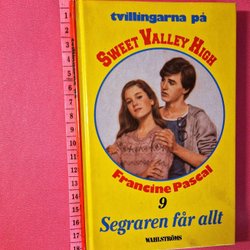 tvillingarna på
SWEET VALLEY HIGH
Francine Pascal
9
Segraren får allt
WAHLSTRÖMS